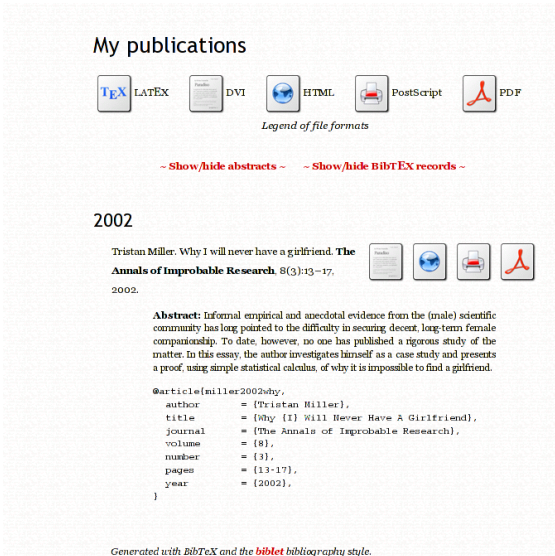 My publications
TEX LATEX DVI HTML PostScript PDF
Legend of file formats
~ Show/hide abstracts ~ ~ Show/hide BibTEX records ~
2002
Tristan Miller. Why I will never have a girlfriend. The
Annals of Improbable Research, 8(3):13–17,
2002.
Abstract: Informal empirical and anecdotal evidence from the (male) scientific
community has long pointed to the difficulty in securing decent, long-term female
companionship. To date, however, no one has published a rigorous study of the
matter. In this essay, the author investigates himself as a case study and presents
a proof, using simple statistical calculus, of why it is impossible to find a girlfriend.
@article{miller2002why,
author = {Tristan Miller},
title = {Why {I} Will Never Have A Girlfriend},
journal = {The Annals of Improbable Research},
volume = {8},
number = {3},
pages = {13-17},
year = {2002},
}
Generated with BibTeX and the biblet bibliography style.